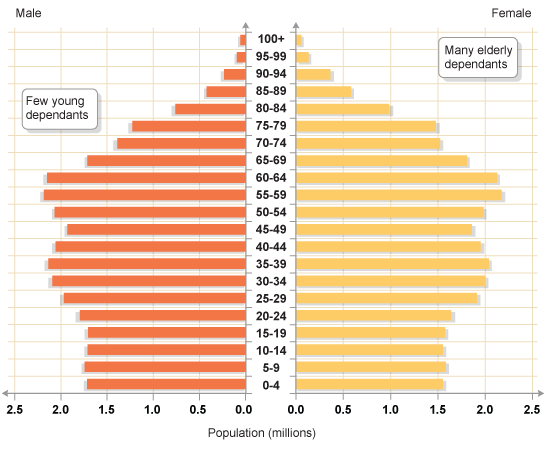 Male
Female
100+
95-99
90-94
85-89
80-84
75-79
70-74
65-69
60-64
55-59
50-54
45-49
40-44
35-39
30-34
25-29
20-24
15-19
10-14
5-9
0-4
Many elderly
dependants
Few young
dependants
2.5 2.0 1.5 1.0 0.5 0.0 0.0 0.5 1.0 1.5 2.0 2.5
Population (millions)